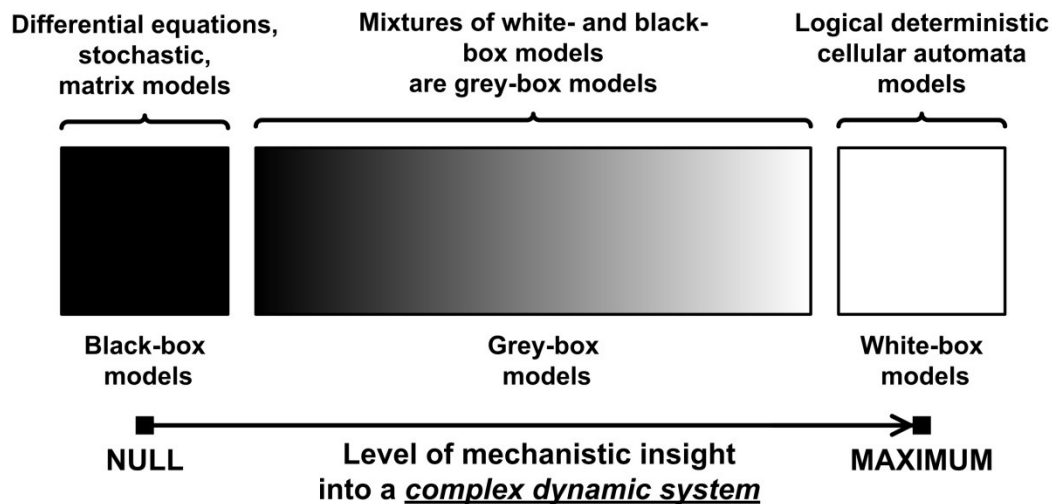 Differential equations,
stochastic,
matrix models
Mixtures of white- and black-
box models
are grey-box models
Logical deterministic
cellular automata
models
Black-box
models
Grey-box
models
White-box
models
NULL
Level of mechanistic insight
into a complex dynamic system
MAXIMUM